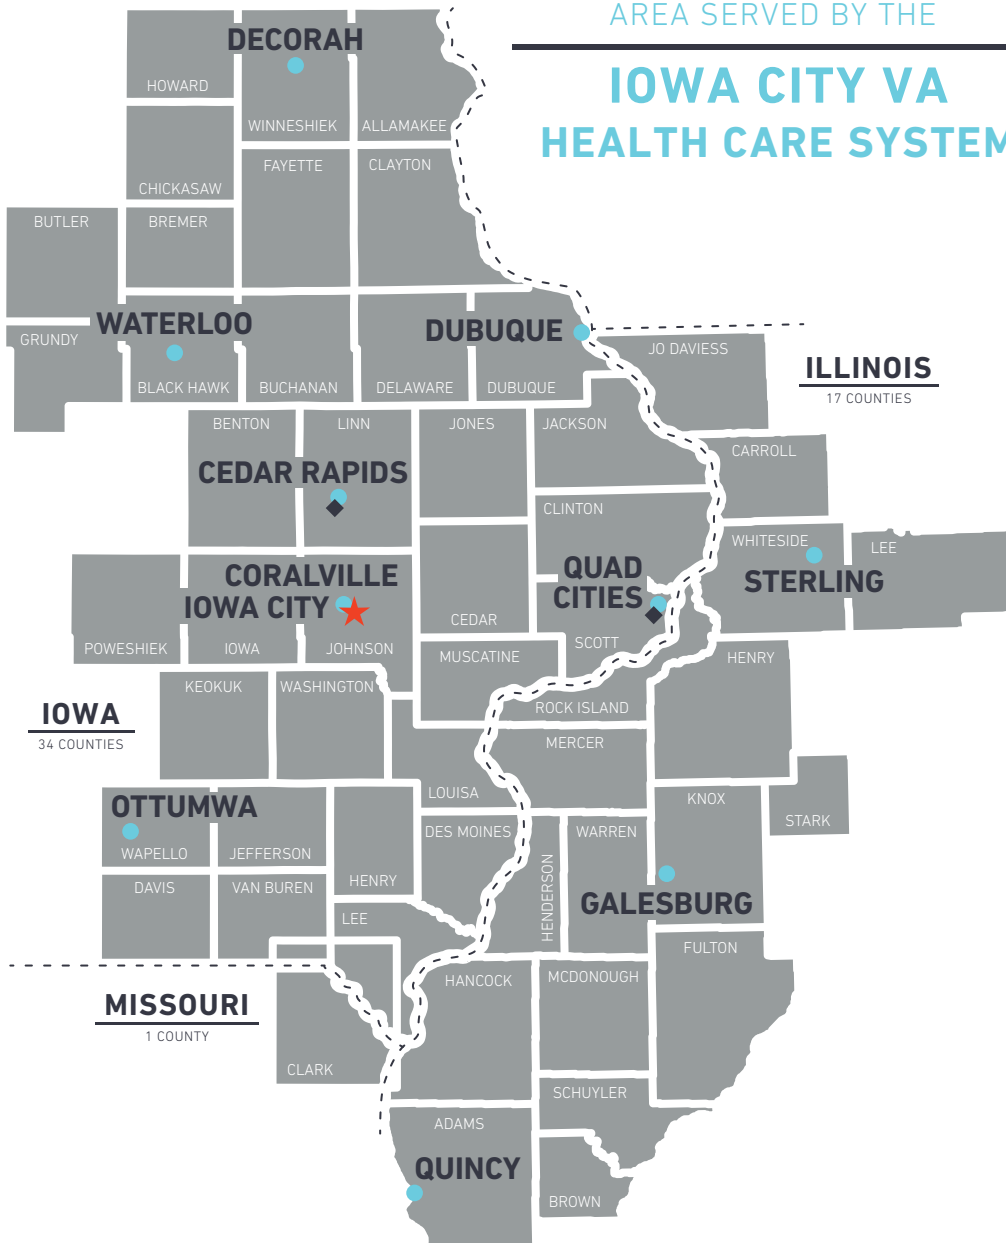 AREA SERVED BY THE
IOWA CITY VA
HEALTH CARE SYSTEM
DECORAH
HOWARD
WINNESHIEK
ALLAMAKEE
FAYETTE
CLAYTON
CHICKASAW
BUTLER
BREMER
WATERLOO
DUBUQUE
GRUNDY
JO DAVIESS
ILLINOIS
17 COUNTIES
BLACK HAWK
BUCHANAN
DELAWARE
DUBUQUE
BENTON
LINN
JONES
JACKSON
CARROLL
CEDAR RAPIDS
CLINTON
WHITESIDE
LEE
QUAD
CITIES
STERLING
CORALVILLE
IOWA CITY
CEDAR
POWESHIEK
IOWA
JOHNSON
SCOTT
MUSCATINE
HENRY
KEOKUK
WASHINGTON
ROCK ISLAND
IOWA
34 COUNTIES
MERCER
LOUISA
KNOX
OTTUMWA
STARK
DES MOINES
WARREN
WAPELLO
JEFFERSON
HENRY
DAVIS
VAN BUREN
HENDERSON
GALESBURG
LEE
FULTON
HANCOCK
MCDONOUGH
MISSOURI
1 COUNTY
CLARK
SCHUYLER
ADAMS
QUINCY
BROWN